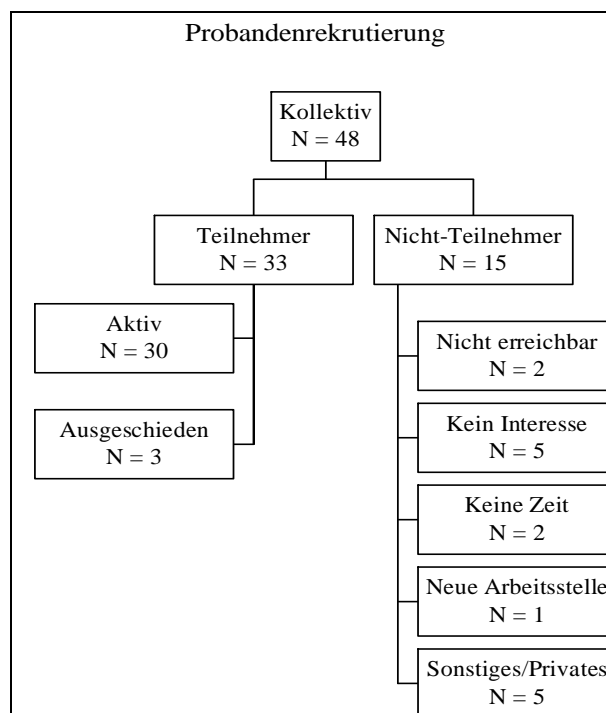 Probandenrekrutierung
Kollektiv
N = 48
Teilnehmer
N = 33
Nicht-Teilnehmer
N = 15
Aktiv
N = 30
Ausgeschieden
N = 3
Nicht erreichbar
N = 2
Kein Interesse
N = 5
Keine Zeit
N = 2
Neue Arbeitsstelle
N = 1
Sonstiges/Privates
N = 5